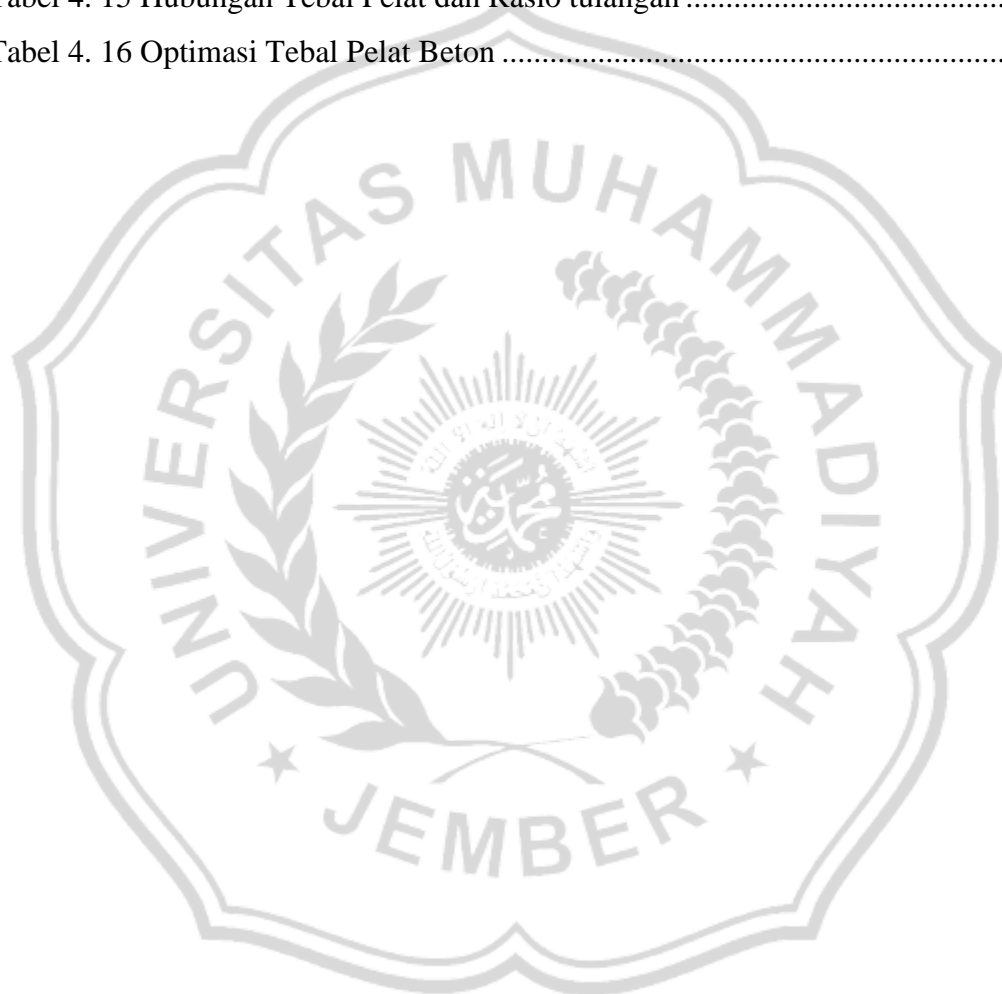 Tabel 4. 15 Hubungan Tebal Pelat dan Rasio tulangan ........................................
Tabel 4. 16 Optimasi Tebal Pelat Beton ................................................................
UNIVERSITAS MUHAMMADIYAH
JEMBER